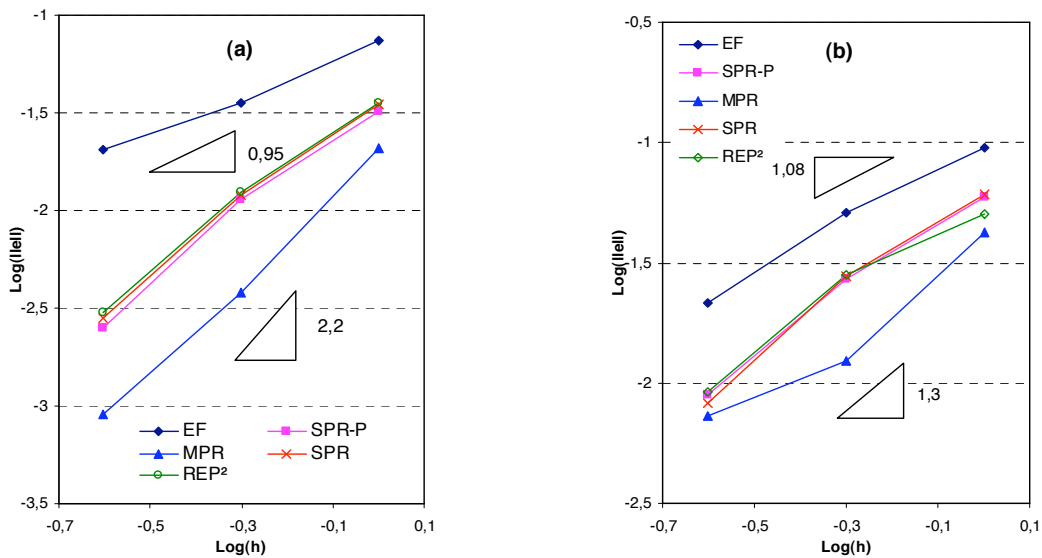 (a)
-1
-1,5
-2
-2,5
-3
-3,5
Log(IIeII)
0,95
2,2
EF
SPR-P
MPR
SPR
REP²
-0,7
-0,5
-0,3
-0,1
0,1
Log(h)
(b)
-0,5
-1
-1,5
-2
-2,5
Log(IIeII)
EF
SPR-P
MPR
SPR
REP²
1,08
1,3
-0,7
-0,5
-0,3
-0,1
0,1
Log(h)